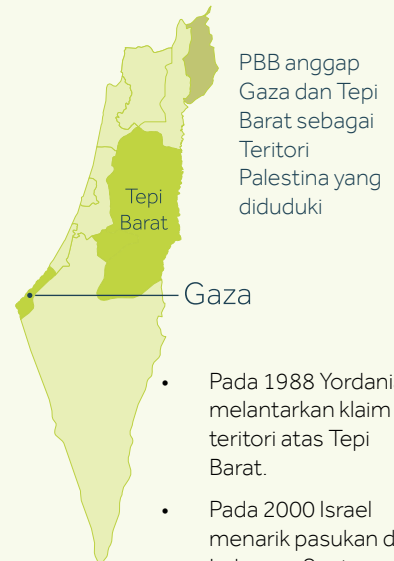 PBB anggap
Gaza dan Tepi
Barat sebagai
Teritori
Palestina yang
diduduki
Tepi
Barat
Gaza
• Pada 1988 Yordani
melantarkan klaim
teritori atas Tepi
Barat.
• Pada 2000 Israel
menarik pasukan d